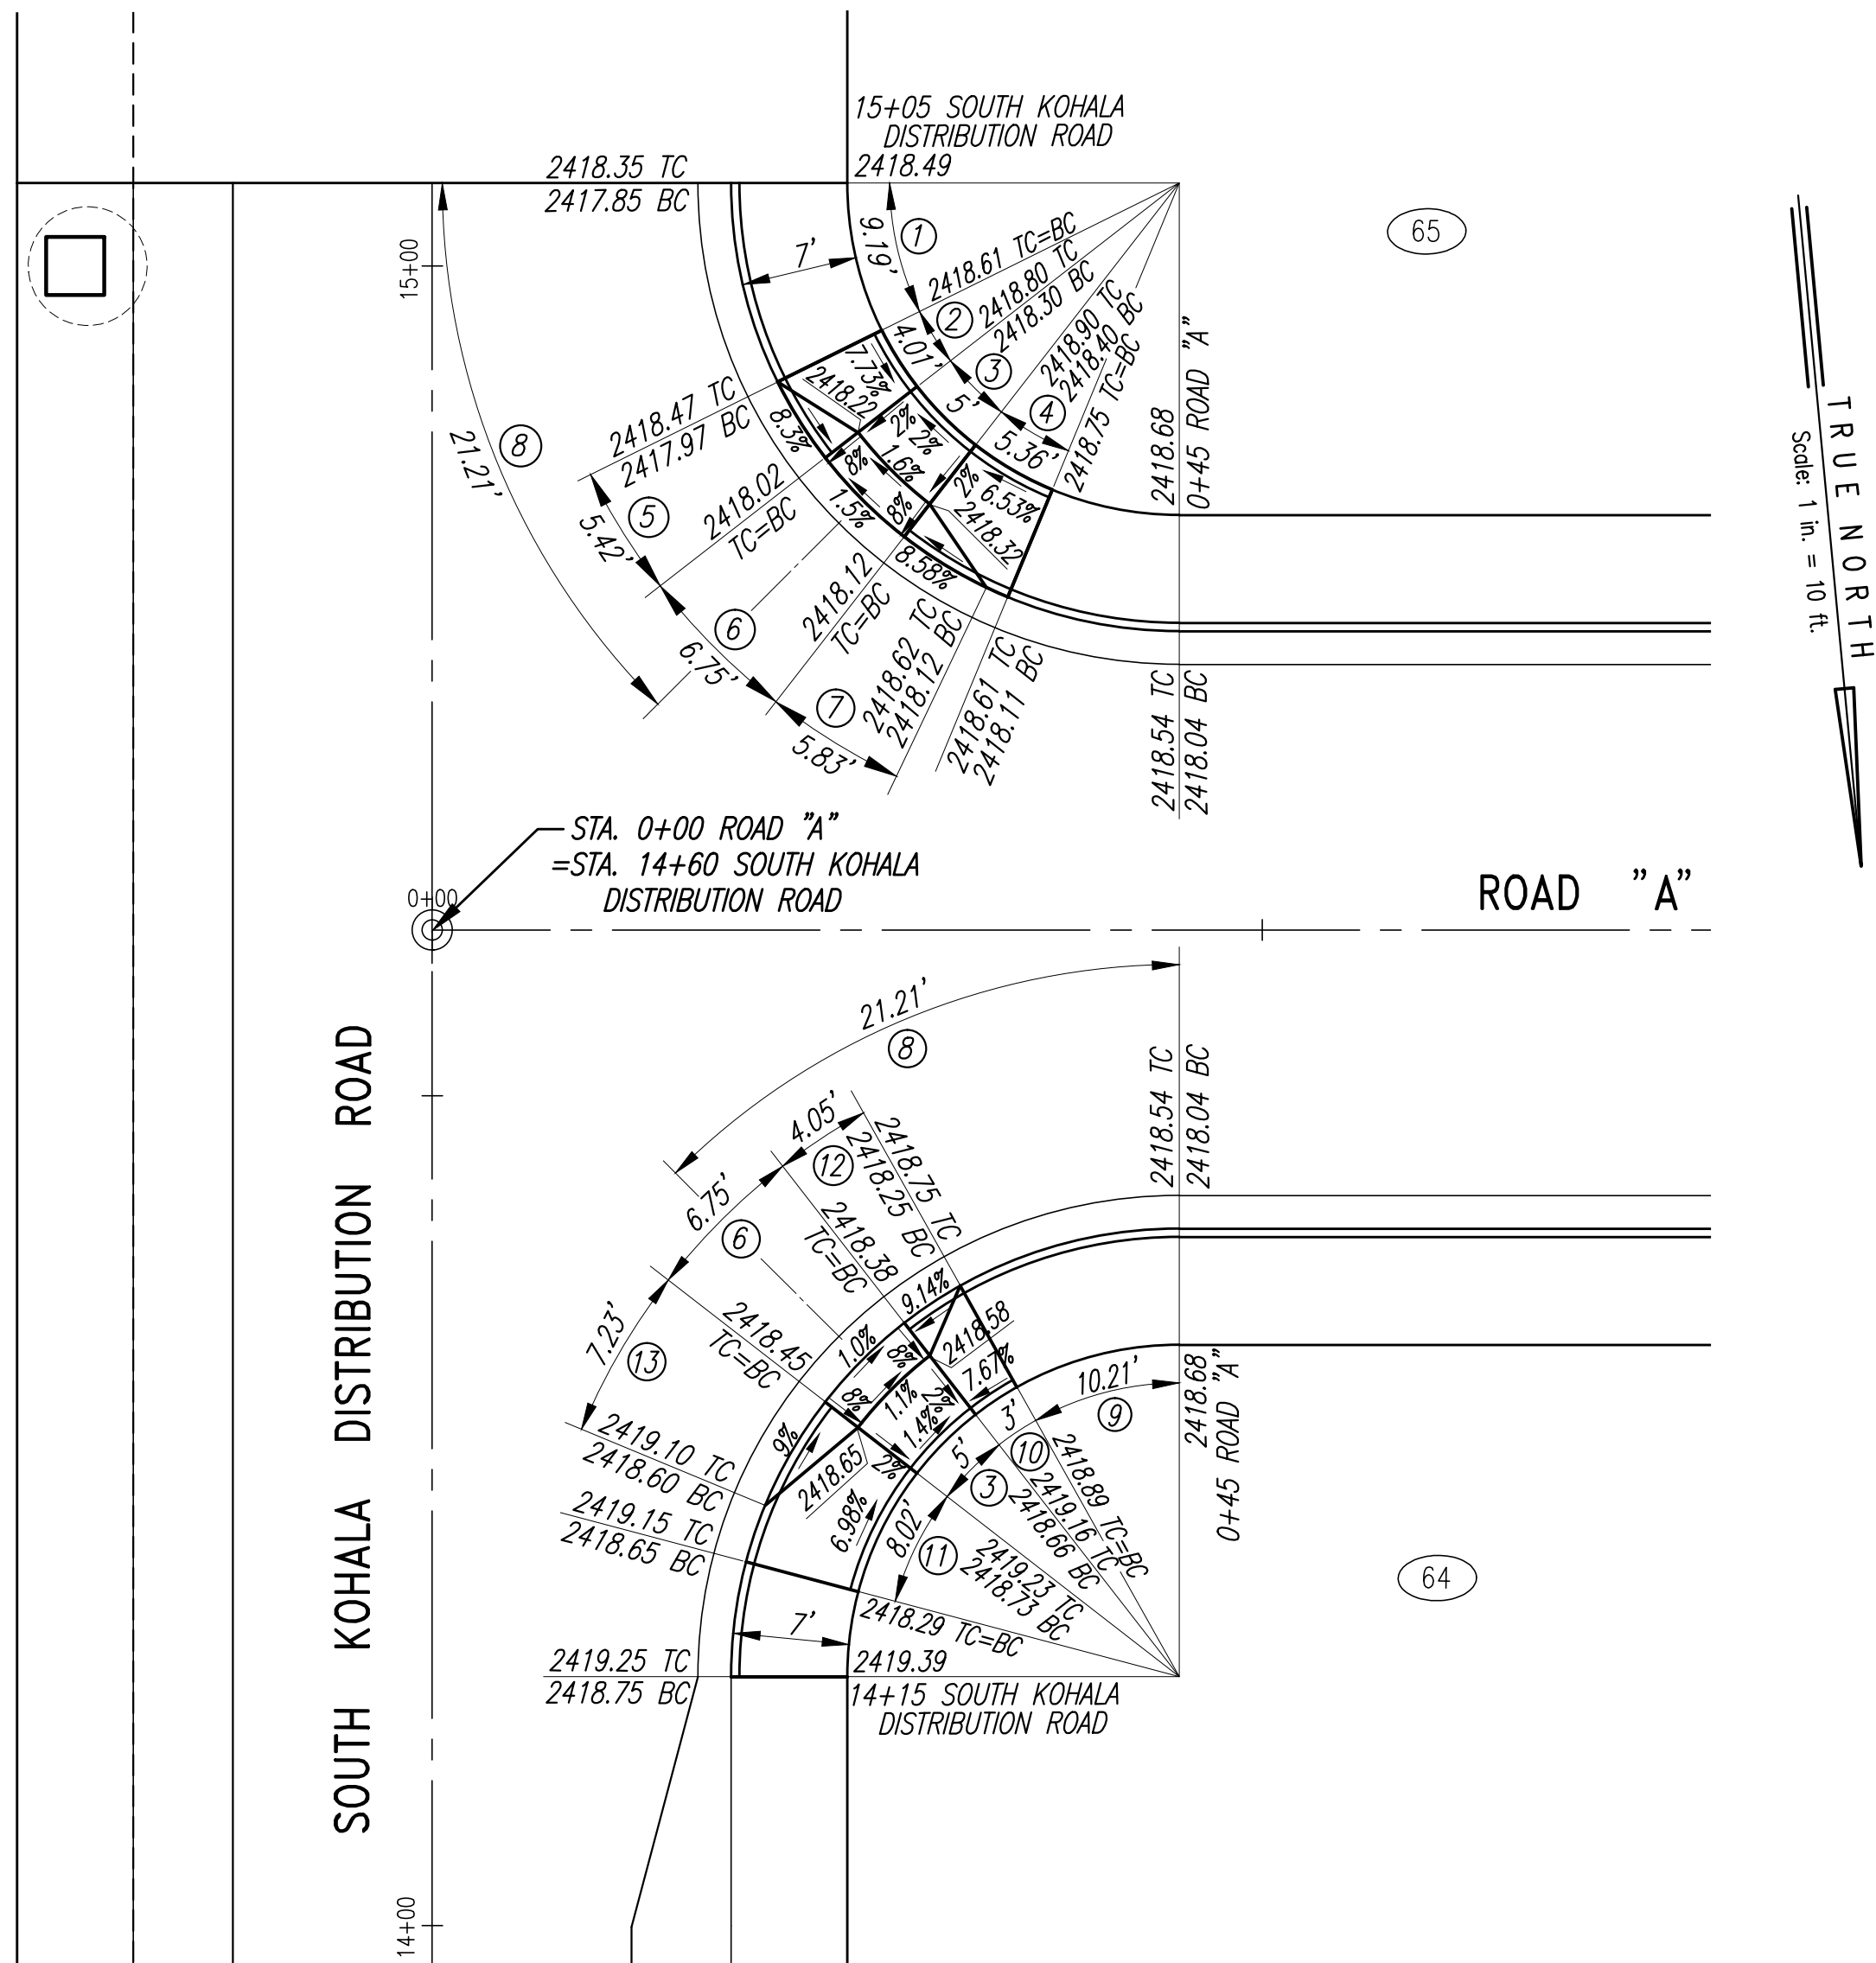 15+05 SOUTH KOHALA
DISTRIBUTION ROAD
2418.49
2418.35 TC
2417.85 BC
15+00
7'
9.19'
1
2418.61 TC=BC
2
4.01'
2418.80 TC
2418.30 BC
3
5'
2418.90 TC
2418.40 BC
4
5.36'
2418.75 TC=BC
2418.68
0+45 ROAD "A"
65
TRUE NORTH
Scale: 1 in. = 10 ft.
7.73%
2418.22
2%
2%
1.6%
8.3%
8%
1.5%
8%
2%
6.53%
2418.32
8.58%
2418.47 TC
2417.97 BC
8
21.21'
5
5.42'
2418.02
TC=BC
6
6.75'
2418.12
TC=BC
7
5.83'
2418.62 TC
2418.12 BC
2418.61 TC
2418.11 BC
2418.54 TC
2418.04 BC
STA. 0+00 ROAD "A"
=STA. 14+60 SOUTH KOHALA
DISTRIBUTION ROAD
0+00
ROAD "A"
SOUTH KOHALA DISTRIBUTION ROAD
21.21'
8
2418.54 TC
2418.04 BC
4.05'
12
2418.75 TC
2418.25 BC
6.75'
6
2418.38
TC=BC
7.23'
13
2418.45
TC=BC
9.14%
2418.58
7.67%
1.0%
8%
8%
1.1%
2%
1.4%
9%
2418.65
2%
6.98%
10.21'
9
3'
10
5'
3
8.02'
11
2418.68
0+45 ROAD "A"
2418.89 TC=BC
2419.16 TC
2418.66 BC
2419.23 TC
2418.73 BC
2418.29 TC=BC
2419.10 TC
2418.60 BC
2419.15 TC
2418.65 BC
7'
2419.25 TC
2418.75 BC
2419.39
14+15 SOUTH KOHALA
DISTRIBUTION ROAD
64
14+00